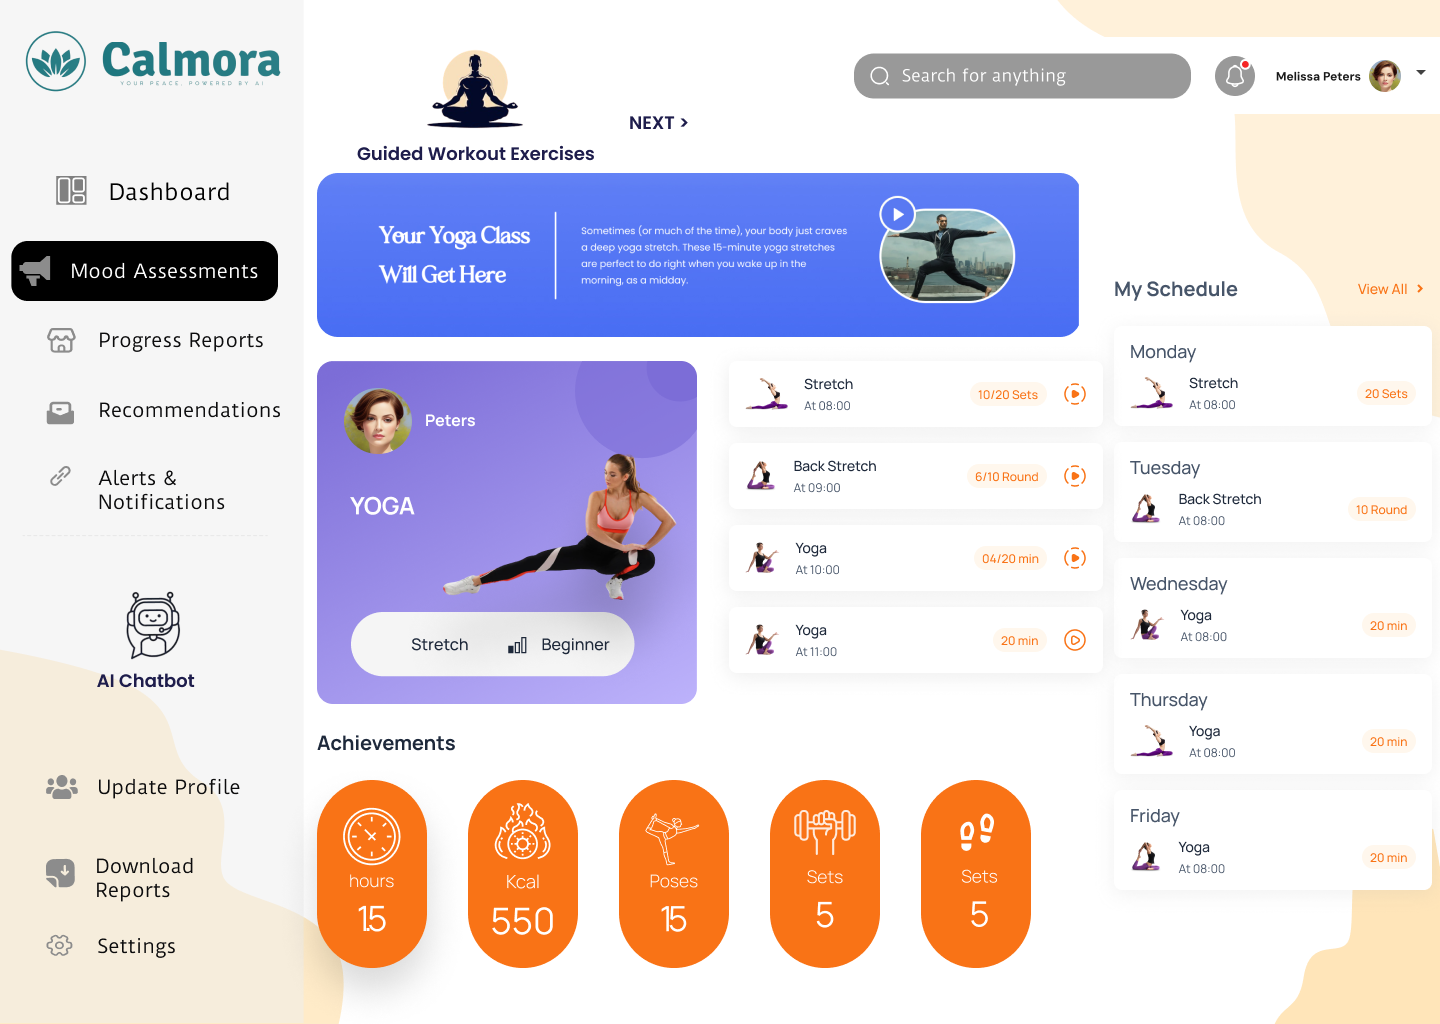 Calmora
YOUR PEACE. POWERED BY AI
Dashboard
Mood Assessments
Progress Reports
Recommendations
Alerts &
Notifications
AI Chatbot
Update Profile
Download
Reports
Settings
Search for anything
Melissa Peters
NEXT >
Guided Workout Exercises
Your Yoga Class
Will Get Here
Sometimes (or much of the time), your body just craves
a deep yoga stretch. These 15-minute yoga stretches
are perfect to do right when you wake up in the
morning, as a midday.
Peters
YOGA
Stretch
Beginner
Stretch
At 08:00
10/20 Sets
Back Stretch
At 09:00
6/10 Round
Yoga
At 10:00
04/20 min
Yoga
At 11:00
20 min
My Schedule
View All >
Monday
Stretch
At 08:00
20 Sets
Tuesday
Back Stretch
At 08:00
10 Round
Wednesday
Yoga
At 08:00
20 min
Thursday
Yoga
At 08:00
20 min
Friday
Yoga
At 08:00
20 min
Achievements
hours
1.5
Kcal
550
Poses
15
Sets
5
Sets
5